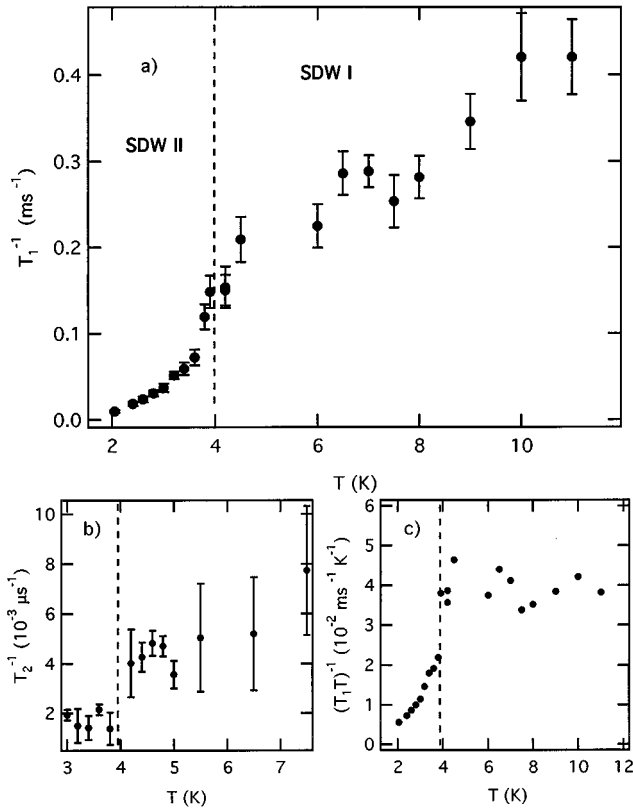 a)
SDW I
SDW II
T₁⁻¹ (ms⁻¹)
0.4
0.3
0.2
0.1
0.0
2 4 6 8 10
T (K)
b)
T₂⁻¹ (10⁻³ μs⁻¹)
10
8
6
4
2
3 4 5 6 7
T (K)
c)
(T₁T)⁻¹ (10⁻² ms⁻¹ K⁻¹)
6
5
4
3
2
1
0
2 4 6 8 10 12
T (K)